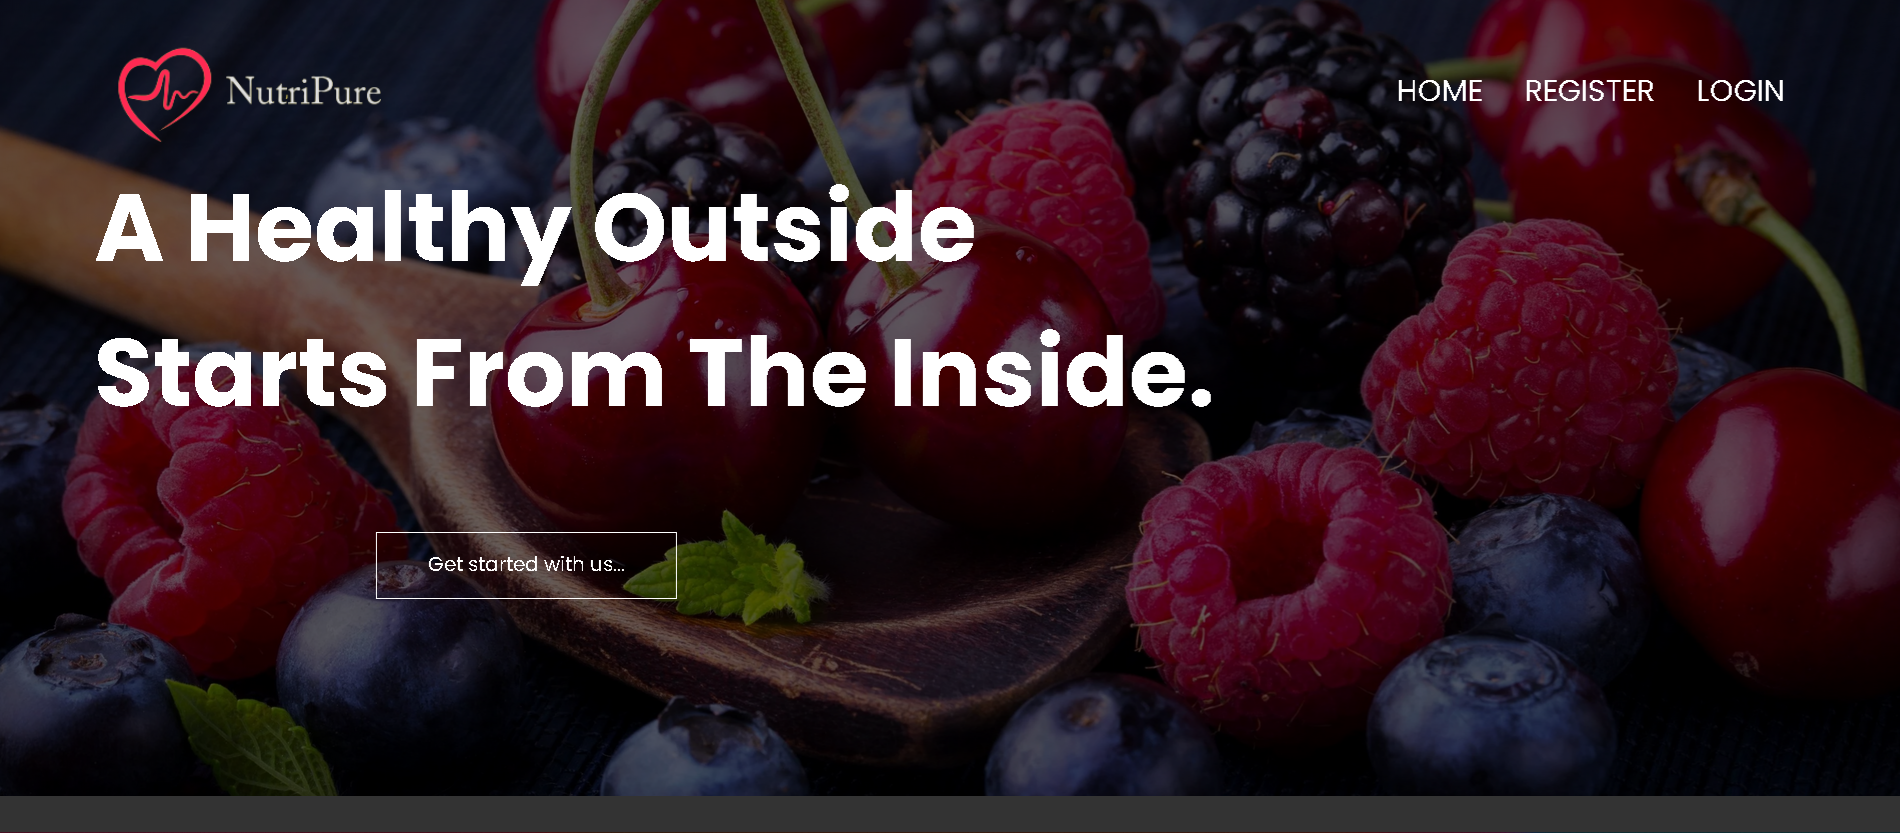 NutriPure
HOME REGISTER LOGIN
A Healthy Outside
Starts From The Inside.
Get started with us...